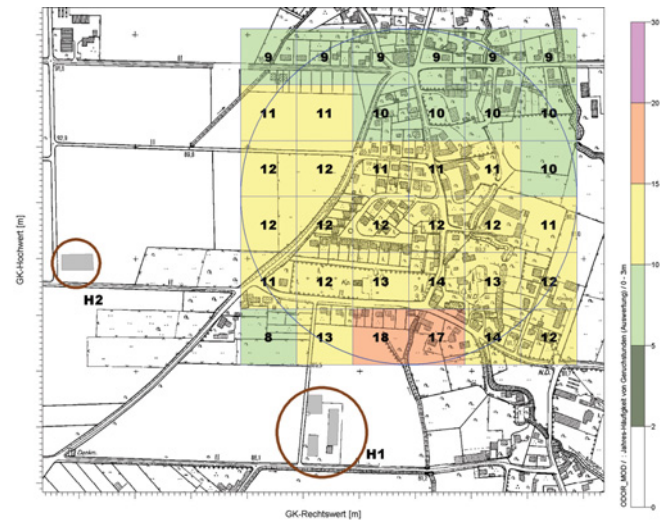 9 9 9 9 9 9
11 11 10 10 10 10
12 12 11 11 11 10
12 12 12 12 12 11
11 12 13 14 13 12
8 13 18 17 14 12
H2
H1
GK-Hochwert [m]
GK-Rechtswert [m]
30
20
15
10
5
2
0
ODOR_MOD / : Jahres-Häufigkeit von Geruchstunden (Auswertung) / 0 - 3m